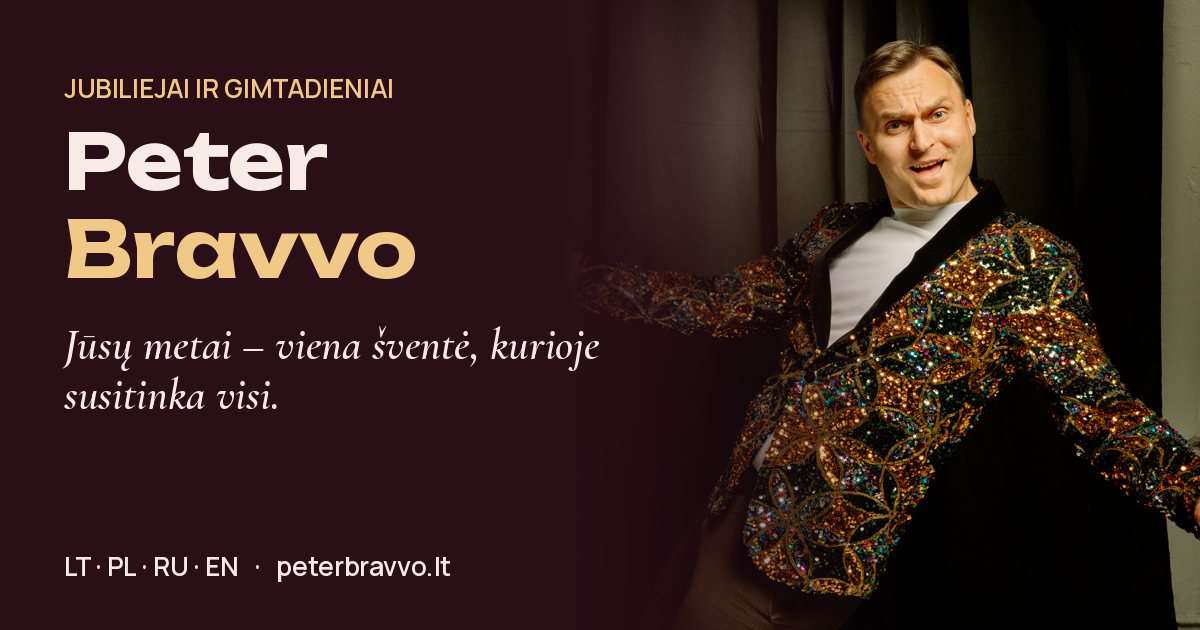 JUBILIEJAI IR GIMTADIENIAI
Peter
Bravvo
Jūsų metai – viena šventė, kurioje
susitinka visi.
LT · PL · RU · EN · peterbravvo.lt